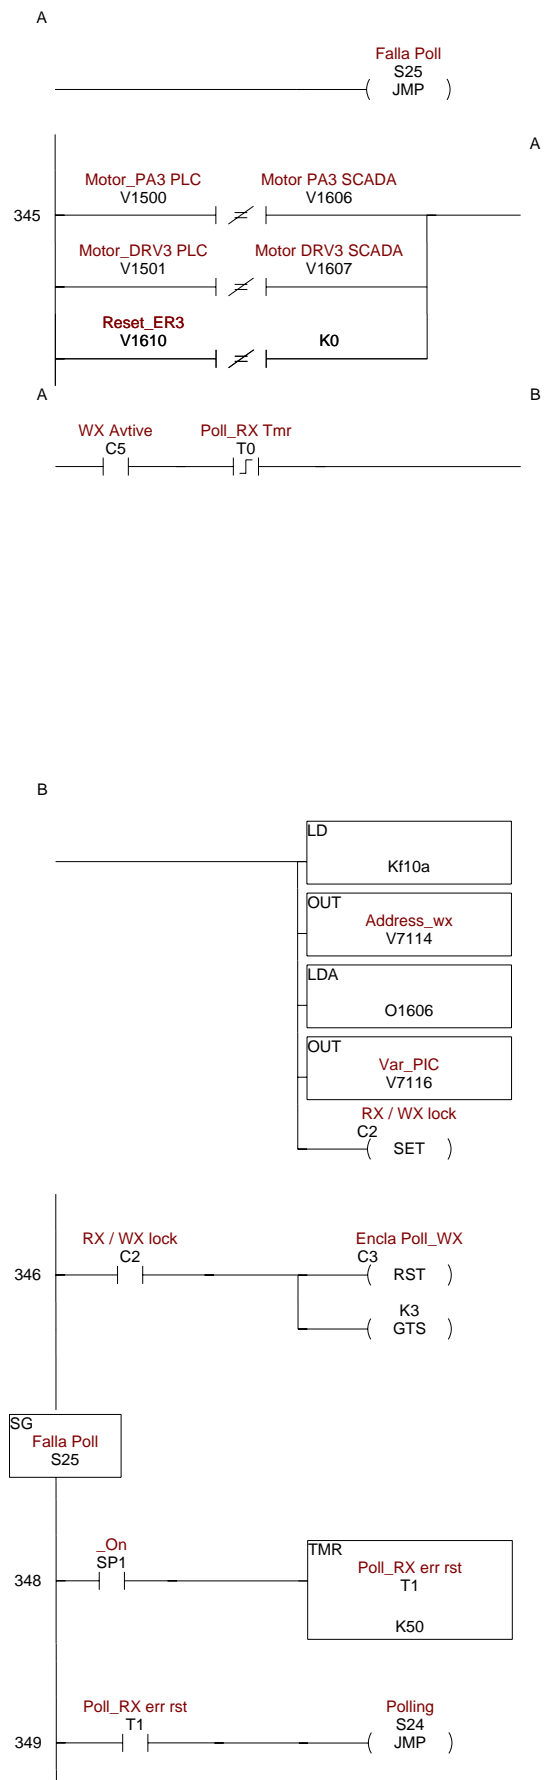 A
Falla Poll
S25
JMP
A
Motor_PA3 PLC Motor PA3 SCADA
V1500 V1606
345
Motor_DRV3 PLC Motor DRV3 SCADA
V1501 V1607
Reset_ER3
V1610 K0
A B
WX Avtive Poll_RX Tmr
C5 T0
B
LD
Kf10a
OUT
Address_wx
V7114
LDA
O1606
OUT
Var_PIC
V7116
RX / WX lock
C2
SET
RX / WX lock Encla Poll_WX
C2 C3
346 RST
K3
GTS
SG
Falla Poll
S25
_On
SP1
TMR
Poll_RX err rst
T1
348
K50
Poll_RX err rst Polling
T1 S24
349 JMP